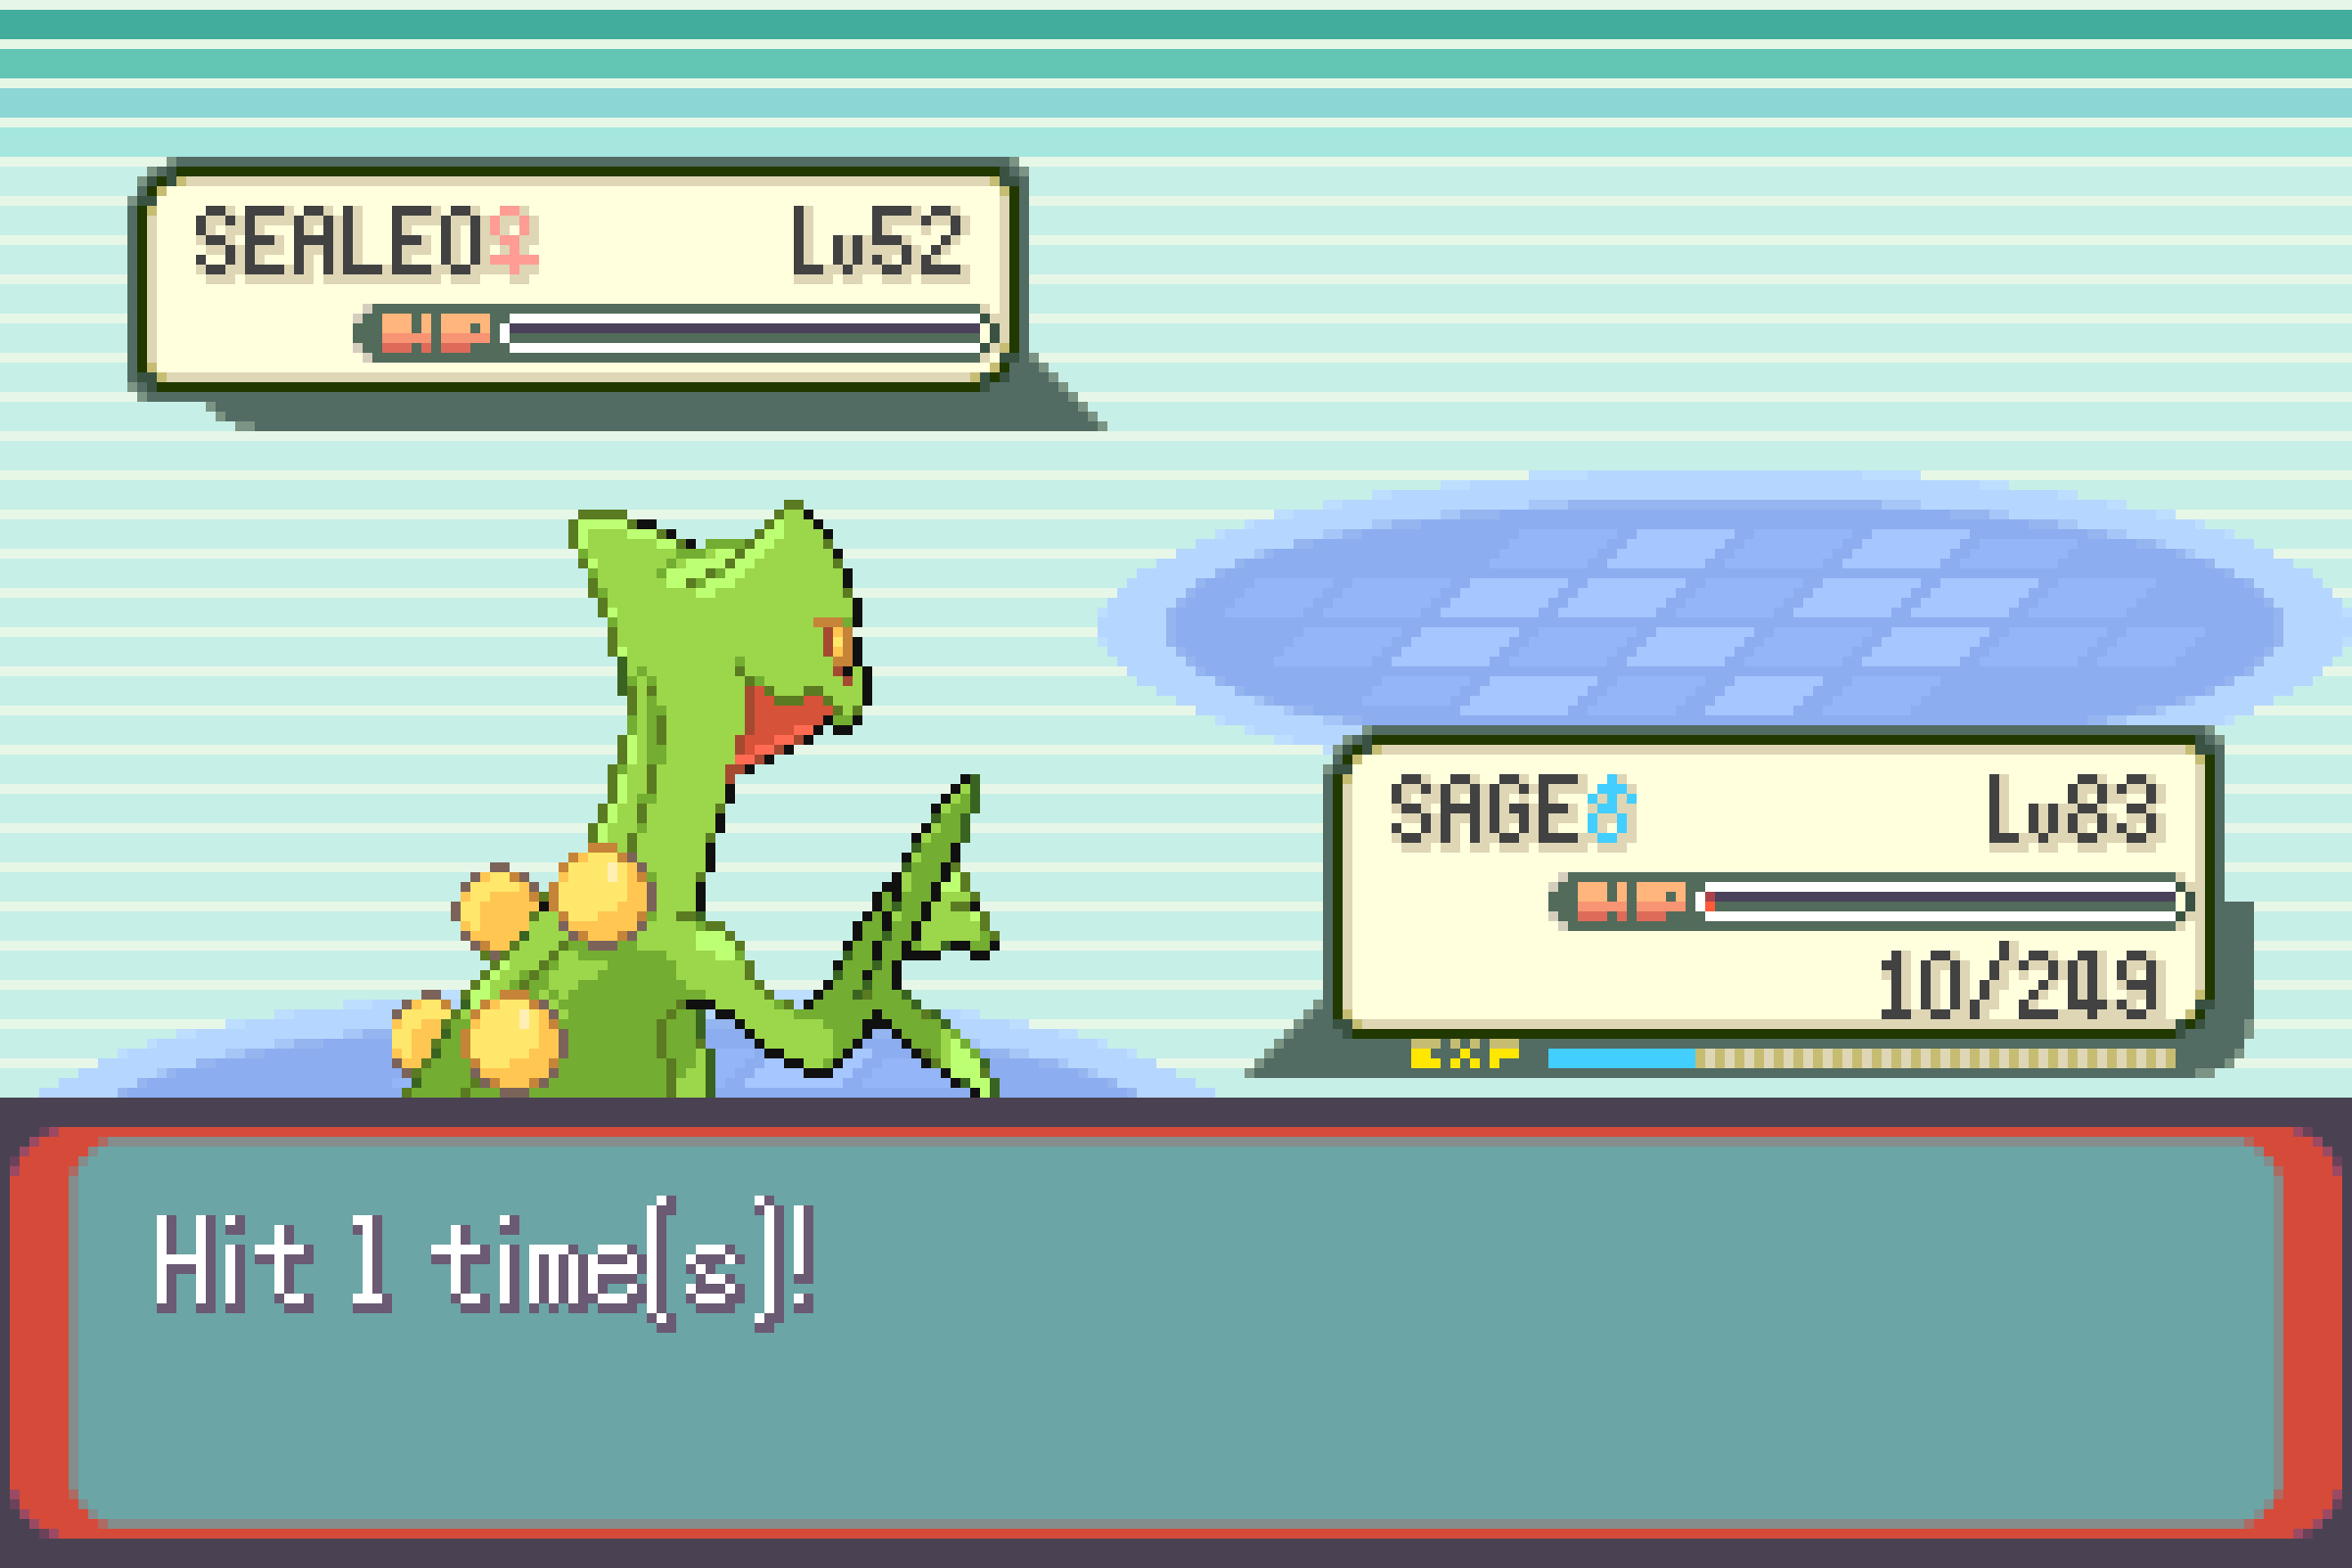 SEALEO♀ Lv52
HP
SAGE♂ Lv83
HP
10/249
EXP
Hit 1 time(s)!